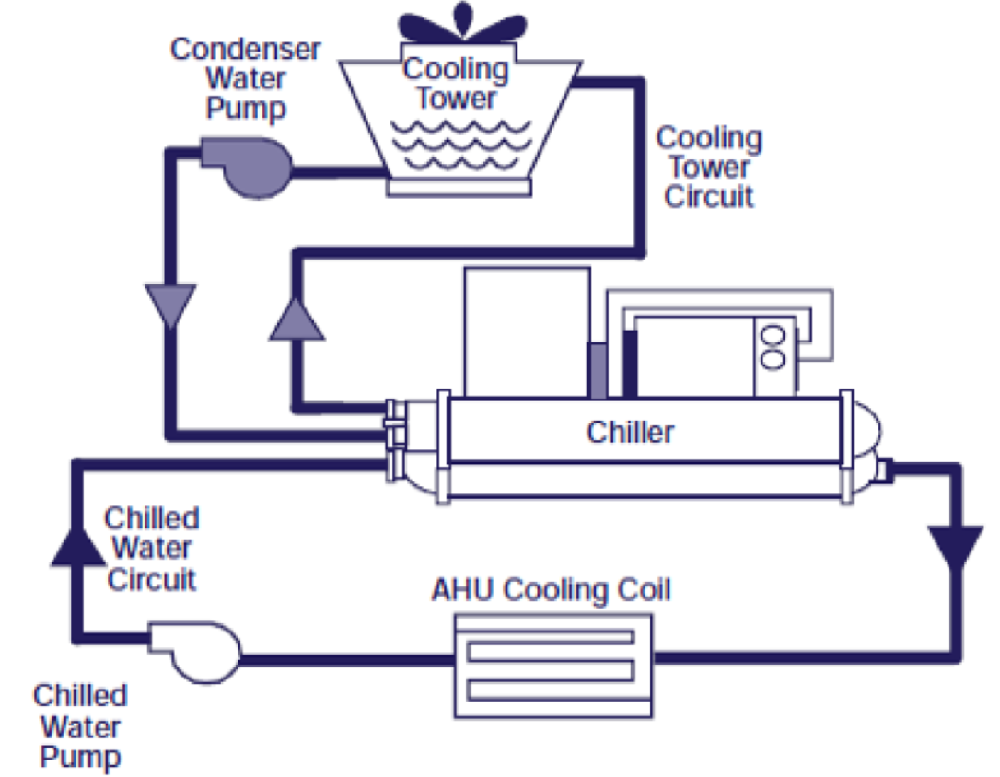 Condenser
Water
Pump
Cooling
Tower
Cooling
Tower
Circuit
Chiller
Chilled
Water
Circuit
AHU Cooling Coil
Chilled
Water
Pump